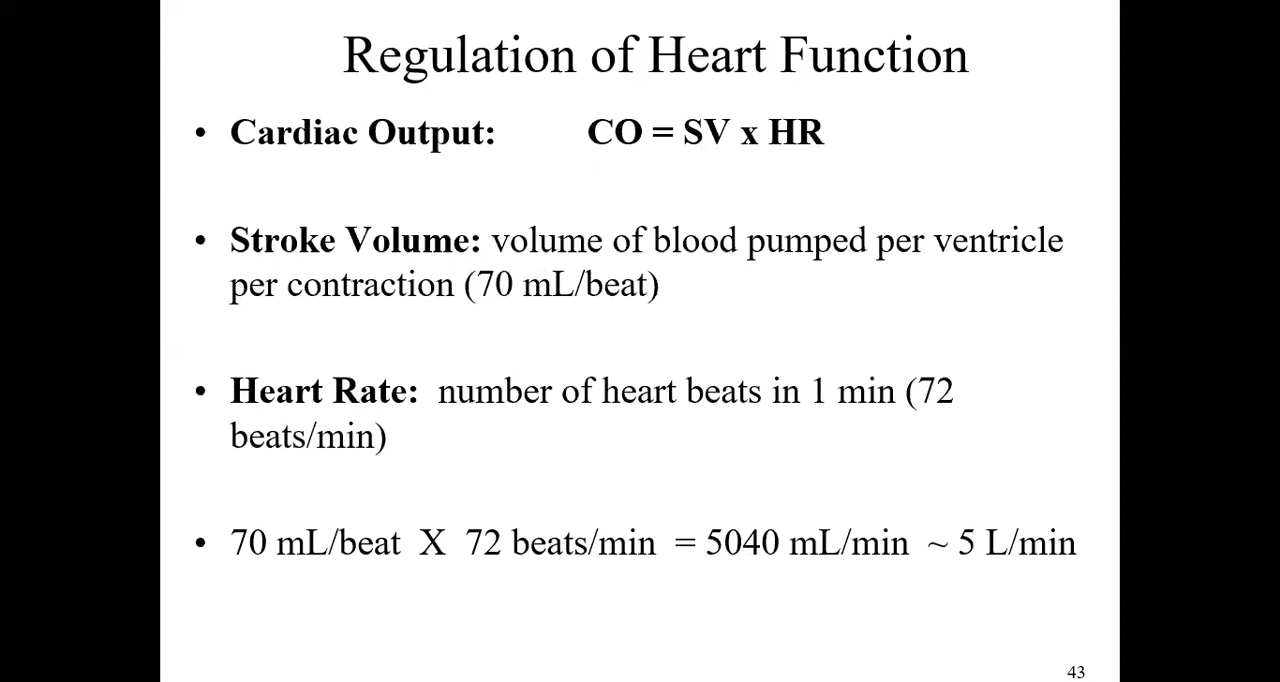 Regulation of Heart Function
• Cardiac Output: CO = SV x HR
• Stroke Volume: volume of blood pumped per ventricle
per contraction (70 mL/beat)
• Heart Rate: number of heart beats in 1 min (72
beats/min)
• 70 mL/beat X 72 beats/min = 5040 mL/min ~ 5 L/min
43